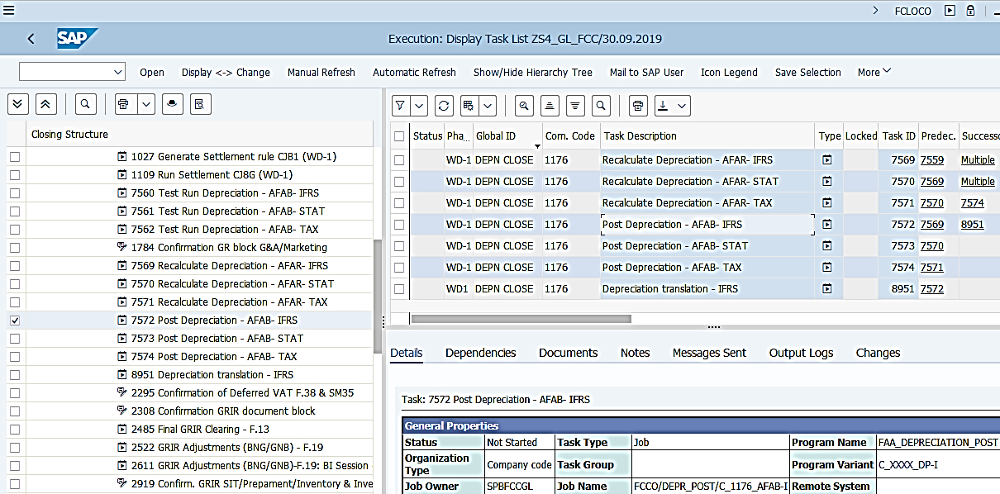 FCLOCO
SAP
Execution: Display Task List ZS4_GL_FCC/30.09.2019
Open Display <-> Change Manual Refresh Automatic Refresh Show/Hide Hierarchy Tree Mail to SAP User Icon Legend Save Selection More
Closing Structure
1027 Generate Settlement rule CJB1 (WD-1)
1109 Run Settlement CJ8G (WD-1)
7560 Test Run Depreciation - AFAB- IFRS
7561 Test Run Depreciation - AFAB- STAT
7562 Test Run Depreciation - AFAB- TAX
1784 Confirmation GR block G&A/Marketing
7569 Recalculate Depreciation - AFAR- IFRS
7570 Recalculate Depreciation - AFAR- STAT
7571 Recalculate Depreciation - AFAR- TAX
7572 Post Depreciation - AFAB- IFRS
7573 Post Depreciation - AFAB- STAT
7574 Post Depreciation - AFAB- TAX
8951 Depreciation translation - IFRS
2295 Confirmation of Deferred VAT F.38 & SM35
2308 Confirmation GRIR document block
2485 Final GRIR Clearing - F.13
2522 GRIR Adjustments (BNG/GNB) - F.19
2611 GRIR Adjustments (BNG/GNB)-F.19: BI Session
2919 Confirm. GRIR SIT/Prepament/Inventory & Inve
Status Pha... Global ID Com. Code Task Description Type Locked Task ID Predec. Successo
WD-1 DEPN CLOSE 1176 Recalculate Depreciation - AFAR- IFRS 7569 7559 Multiple
WD-1 DEPN CLOSE 1176 Recalculate Depreciation - AFAR- STAT 7570 7569 Multiple
WD-1 DEPN CLOSE 1176 Recalculate Depreciation - AFAR- TAX 7571 7570 7574
WD-1 DEPN CLOSE 1176 Post Depreciation - AFAB- IFRS 7572 7569 8951
WD-1 DEPN CLOSE 1176 Post Depreciation - AFAB- STAT 7573 7570
WD-1 DEPN CLOSE 1176 Post Depreciation - AFAB- TAX 7574 7571
WD1 DEPN CLOSE 1176 Depreciation translation - IFRS 8951 7572
Details Dependencies Documents Notes Messages Sent Output Logs Changes
Task: 7572 Post Depreciation - AFAB- IFRS
General Properties
Status Not Started Task Type Job Program Name FAA_DEPRECIATION_POST
Organization Type Company code Task Group Program Variant C_XXXX_DP-I
Job Owner SPBFCCGL Job Name FCCO/DEPR_POST/C_1176_AFAB-I Remote System